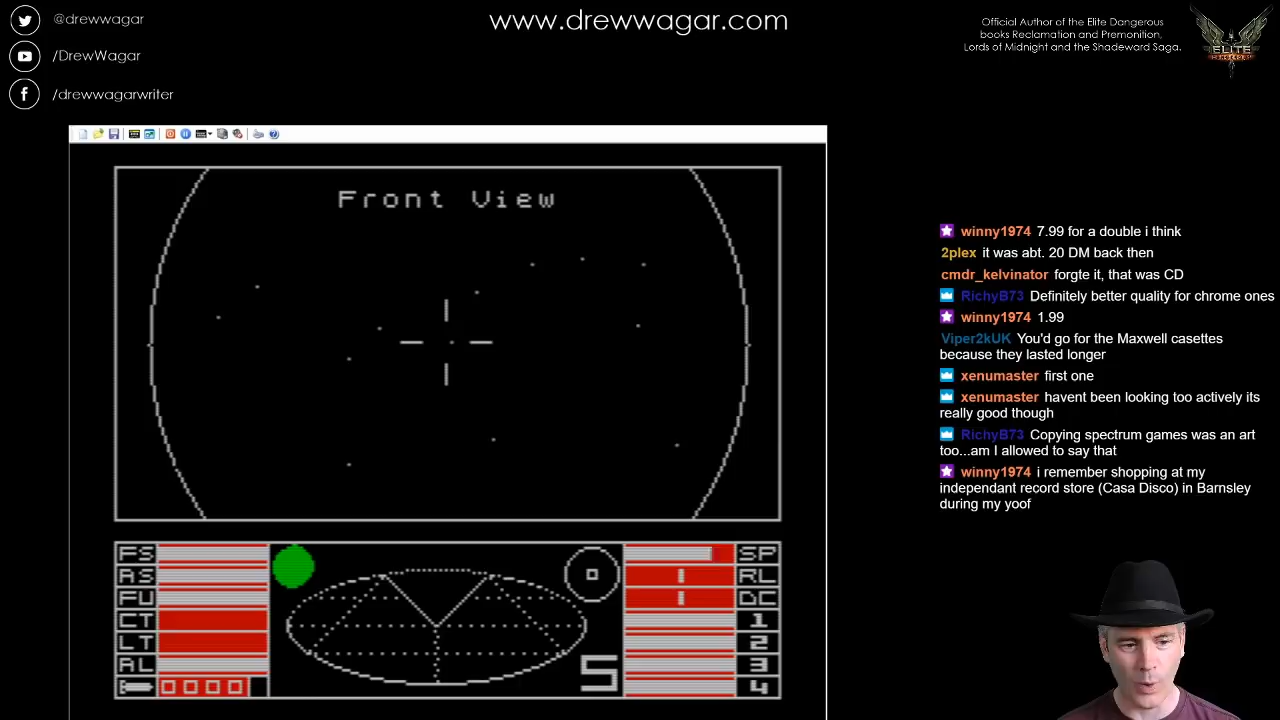 @drewwagar
/DrewWagar
/drewwagarwriter
www.drewwagar.com
Official Author of the Elite Dangerous
books Reclamation and Premonition,
Lords of Midnight and the Shadeward Saga.
ELITE
DANGEROUS
Front View
FS
AS
FU
CT
LT
AL
S
SP
RL
DC
1
2
3
4
winny1974 7.99 for a double i think
2plex it was abt. 20 DM back then
cmdr_kelvinator forgte it, that was CD
RichyB73 Definitely better quality for chrome ones
winny1974 1.99
Viper2kUK You'd go for the Maxwell casettes
because they lasted longer
xenumaster first one
xenumaster havent been looking too actively its
really good though
RichyB73 Copying spectrum games was an art
too...am I allowed to say that
winny1974 i remember shopping at my
independant record store (Casa Disco) in Barnsley
during my yoof